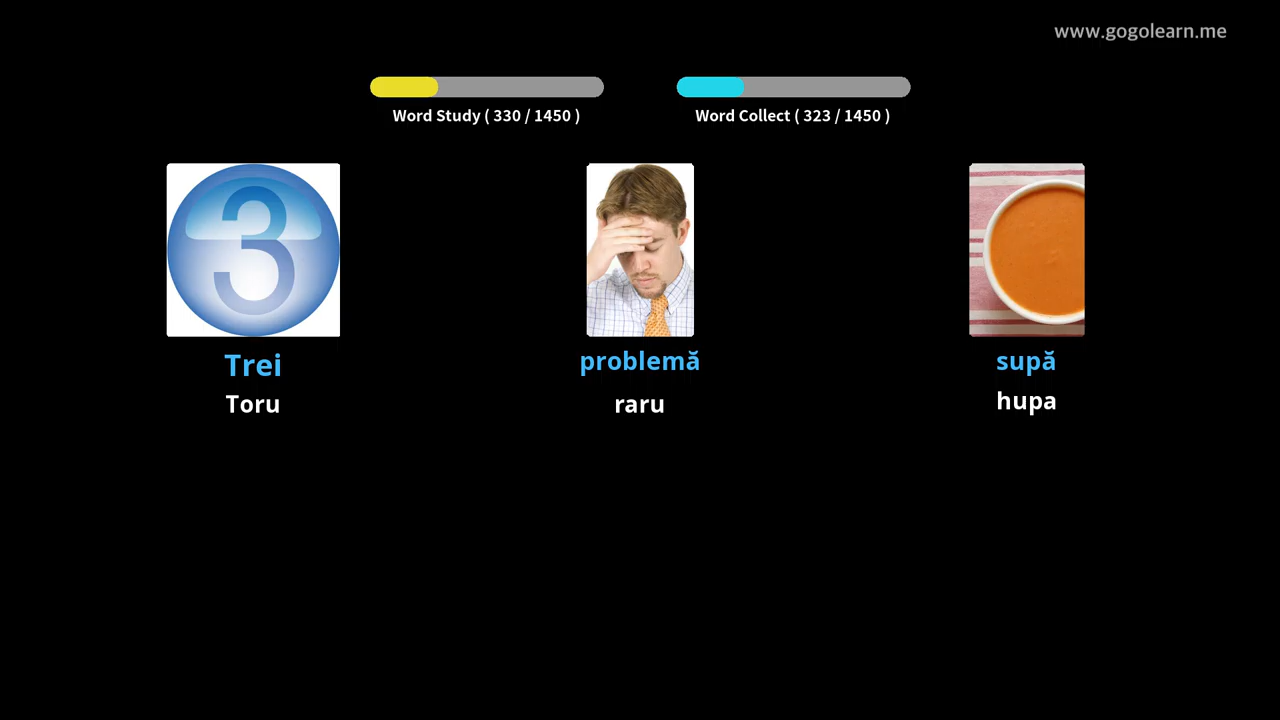 www.gogolearn.me
Word Study ( 330 / 1450 )
Word Collect ( 323 / 1450 )
3
Trei
problemă
supă
Toru
raru
hupa